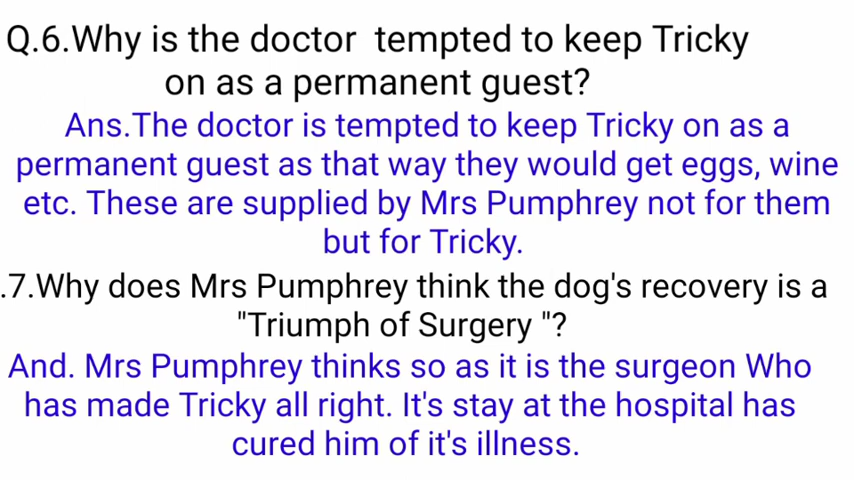 Q.6.Why is the doctor tempted to keep Tricky
on as a permanent guest?
Ans.The doctor is tempted to keep Tricky on as a
permanent guest as that way they would get eggs, wine
etc. These are supplied by Mrs Pumphrey not for them
but for Tricky.
.7.Why does Mrs Pumphrey think the dog's recovery is a
"Triumph of Surgery "?
And. Mrs Pumphrey thinks so as it is the surgeon Who
has made Tricky all right. It's stay at the hospital has
cured him of it's illness.